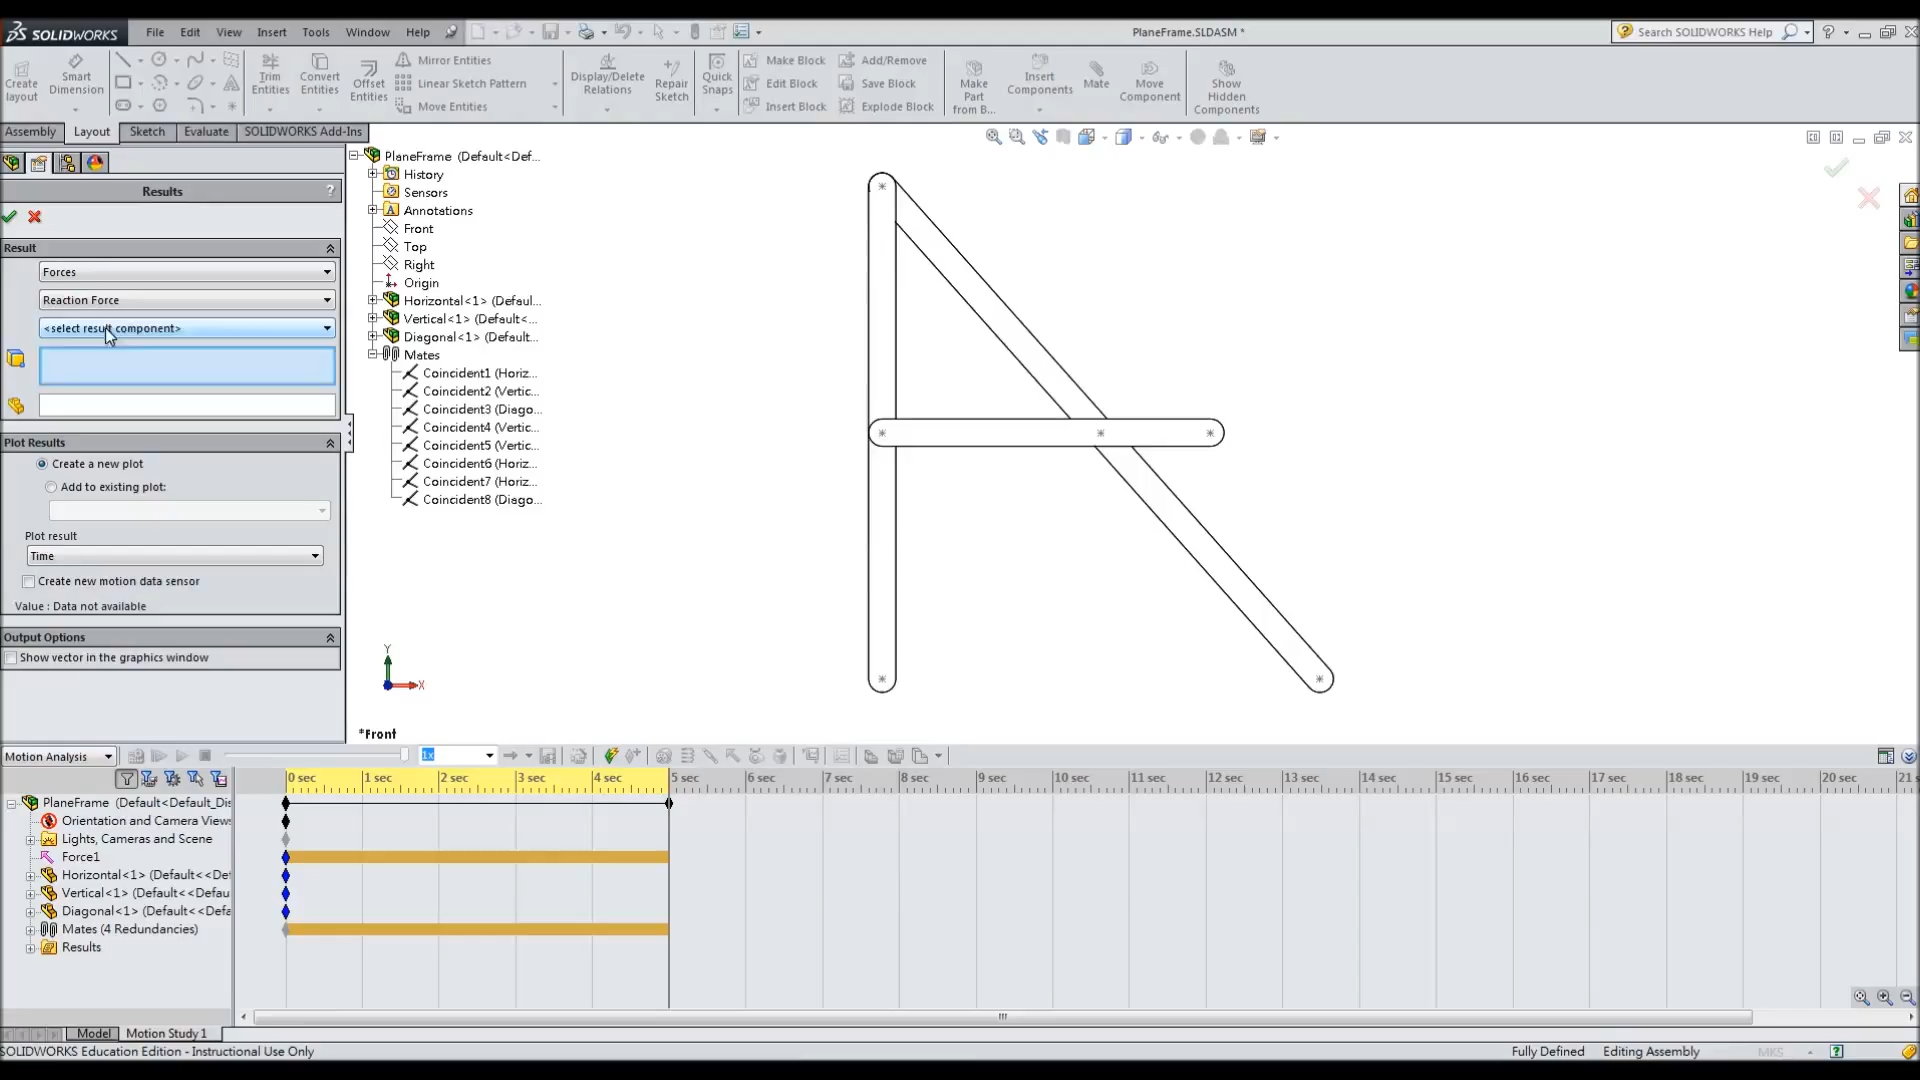 SOLIDWORKS
File Edit View Insert Tools Window Help
PlaneFrame.SLDASM *
Search SOLIDWORKS Help
Create layout
Smart Dimension
Trim Entities
Convert Entities
Offset Entities
Mirror Entities
Linear Sketch Pattern
Move Entities
Display/Delete Relations
Repair Sketch
Quick Snaps
Make Block
Edit Block
Insert Block
Add/Remove
Save Block
Explode Block
Make Part from B...
Insert Components
Mate
Move Component
Show Hidden Components
Assembly Layout Sketch Evaluate SOLIDWORKS Add-Ins
Results ?
Result
Forces
Reaction Force
<select result component>
Plot Results
Create a new plot
Add to existing plot:
Plot result
Time
Create new motion data sensor
Value : Data not available
Output Options
Show vector in the graphics window
PlaneFrame (Default<Def...
History
Sensors
Annotations
Front
Top
Right
Origin
Horizontal<1> (Defaul...
Vertical<1> (Default<...
Diagonal<1> (Default...
Mates
Coincident1 (Horiz...
Coincident2 (Vertic...
Coincident3 (Diago...
Coincident4 (Vertic...
Coincident5 (Vertic...
Coincident6 (Horiz...
Coincident7 (Horiz...
Coincident8 (Diago...
Y
X
*Front
Motion Analysis
1x
0 sec 1 sec 2 sec 3 sec 4 sec 5 sec 6 sec 7 sec 8 sec 9 sec 10 sec 11 sec 12 sec 13 sec 14 sec 15 sec 16 sec 17 sec 18 sec 19 sec 20 sec 21 s
PlaneFrame (Default<Default_Dis
Orientation and Camera Views
Lights, Cameras and Scene
Force1
Horizontal<1> (Default<<Def
Vertical<1> (Default<<Defau
Diagonal<1> (Default<<Defa
Mates (4 Redundancies)
Results
Model Motion Study 1
SOLIDWORKS Education Edition - Instructional Use Only
Fully Defined Editing Assembly MKS